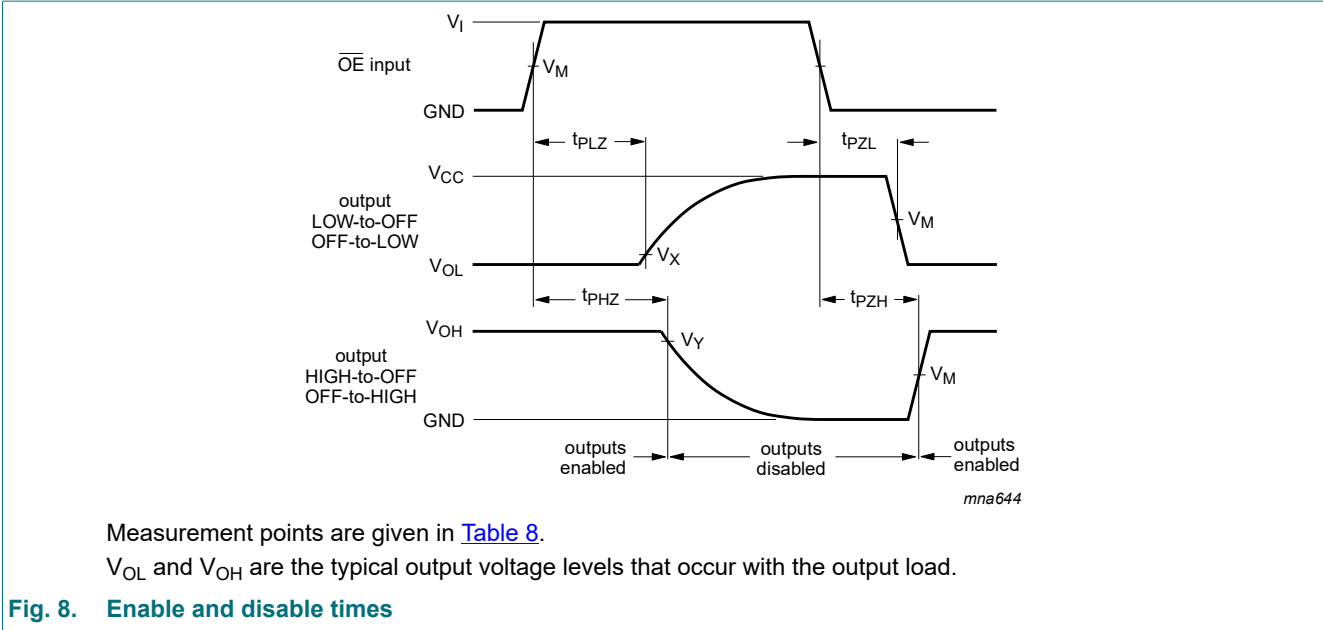 VI
OE input
VM
GND
tPLZ
tPZL
VCC
output
LOW-to-OFF
OFF-to-LOW
VM
VX
VOL
tPHZ
tPZH
VOH
VY
output
HIGH-to-OFF
OFF-to-HIGH
VM
GND
outputs
enabled
outputs
disabled
outputs
enabled
mna644
Measurement points are given in Table 8.
VOL and VOH are the typical output voltage levels that occur with the output load.
Fig. 8. Enable and disable times